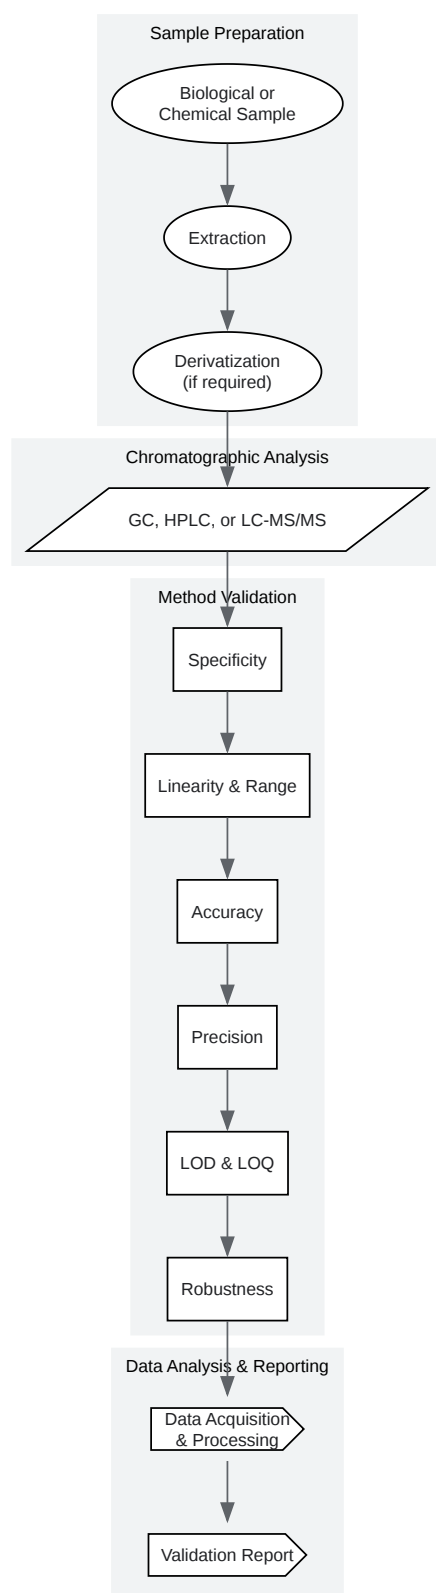 Sample Preparation
Biological or
Chemical Sample
Extraction
Derivatization
(if required)
Chromatographic Analysis
GC, HPLC, or LC-MS/MS
Method Validation
Specificity
Linearity & Range
Accuracy
Precision
LOD & LOQ
Robustness
Data Analysis & Reporting
Data Acquisition
& Processing
Validation Report